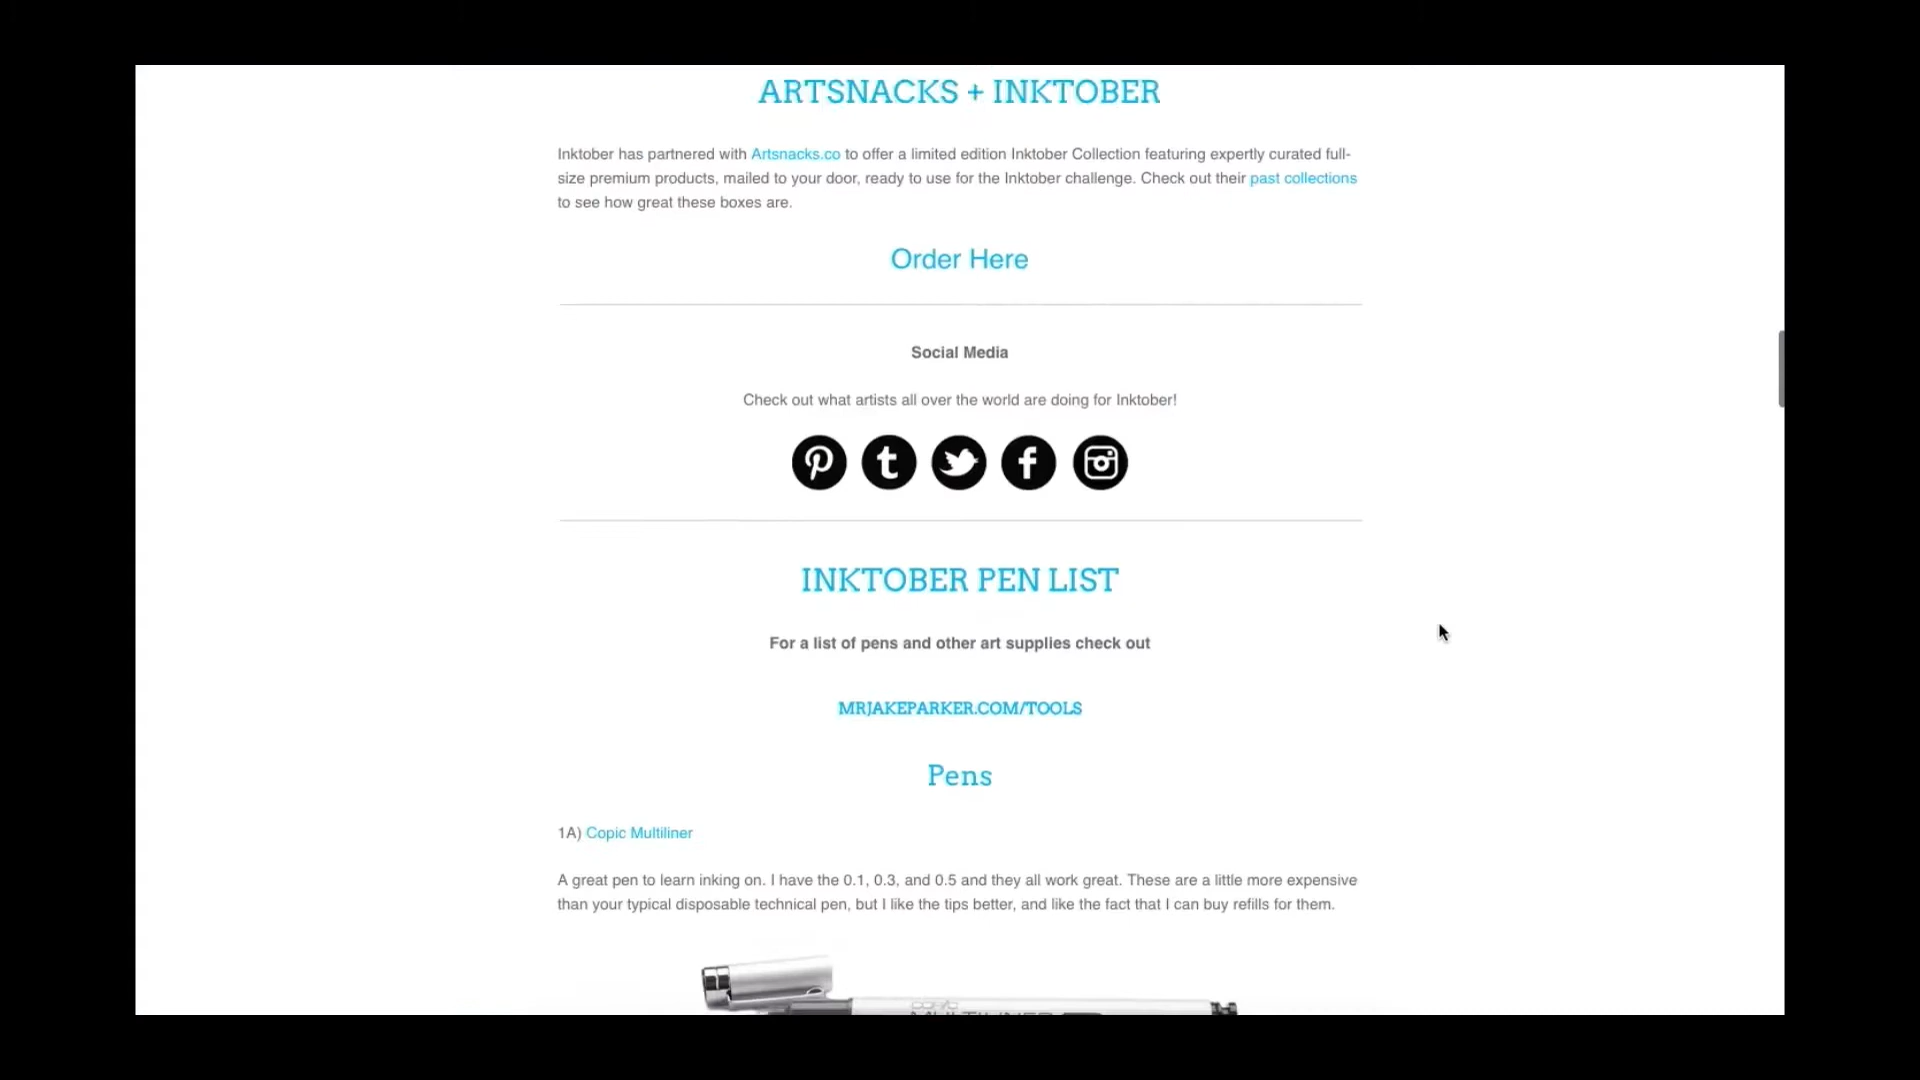 ARTSNACKS + INKTOBER
Inktober has partnered with Artsnacks.co to offer a limited edition Inktober Collection featuring expertly curated full-
size premium products, mailed to your door, ready to use for the Inktober challenge. Check out their past collections
to see how great these boxes are.
Order Here
Social Media
Check out what artists all over the world are doing for Inktober!
INKTOBER PEN LIST
For a list of pens and other art supplies check out
MRJAKEPARKER.COM/TOOLS
Pens
1A) Copic Multiliner
A great pen to learn inking on. I have the 0.1, 0.3, and 0.5 and they all work great. These are a little more expensive
than your typical disposable technical pen, but I like the tips better, and like the fact that I can buy refills for them.